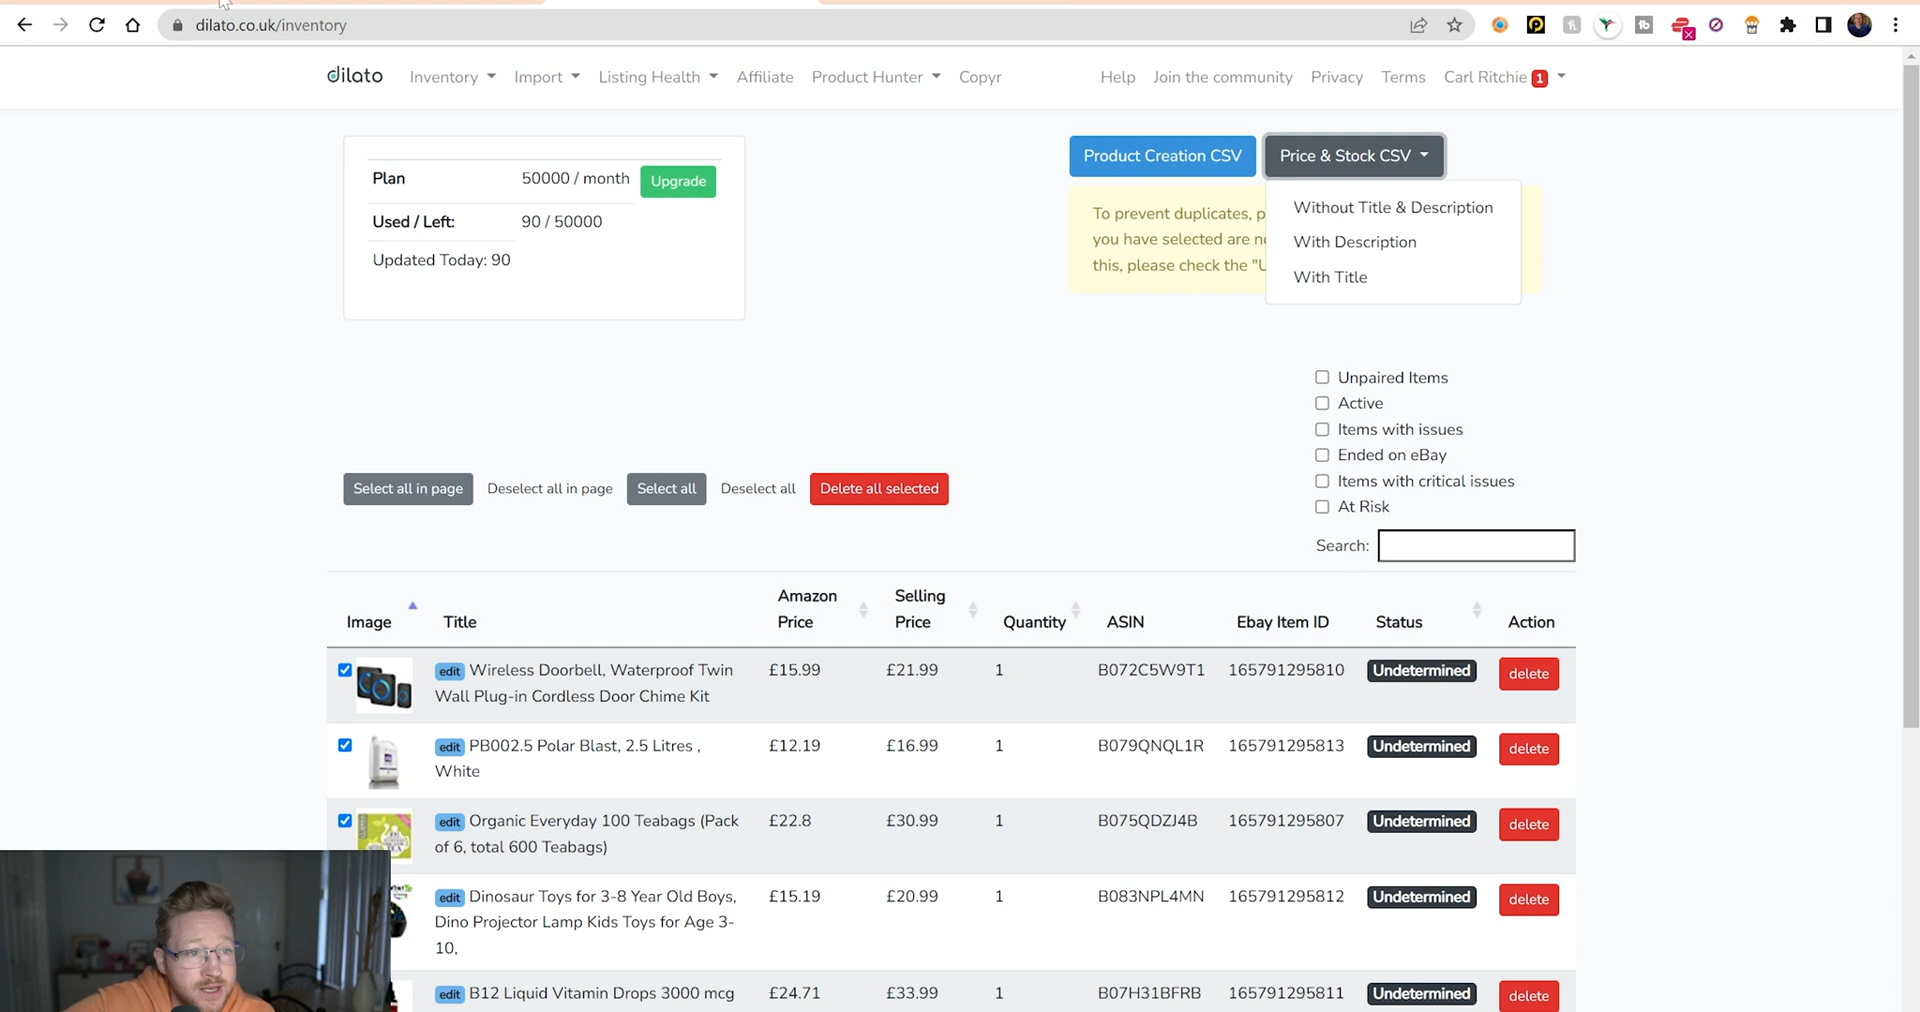 dilato.co.uk/inventory
dilato
Inventory
Import
Listing Health
Affiliate
Product Hunter
Copyr
Help
Join the community
Privacy
Terms
Carl Ritchie 1
Plan 50000 / month Upgrade
Used / Left: 90 / 50000
Updated Today: 90
Product Creation CSV
Price & Stock CSV
Without Title & Description
With Description
With Title
To prevent duplicates, p
you have selected are no
this, please check the "U
Unpaired Items
Active
Items with issues
Ended on eBay
Items with critical issues
At Risk
Select all in page
Deselect all in page
Select all
Deselect all
Delete all selected
Search:
Image
Title
Amazon
Price
Selling
Price
Quantity
ASIN
Ebay Item ID
Status
Action
edit Wireless Doorbell, Waterproof Twin
Wall Plug-in Cordless Door Chime Kit
£15.99
£21.99
1
B072C5W9T1
165791295810
Undetermined
delete
edit PB002.5 Polar Blast, 2.5 Litres ,
White
£12.19
£16.99
1
B079QNQL1R
165791295813
Undetermined
delete
edit Organic Everyday 100 Teabags (Pack
of 6, total 600 Teabags)
£22.8
£30.99
1
B075QDZJ4B
165791295807
Undetermined
delete
edit Dinosaur Toys for 3-8 Year Old Boys,
Dino Projector Lamp Kids Toys for Age 3-
10,
£15.19
£20.99
1
B083NPL4MN
165791295812
Undetermined
delete
edit B12 Liquid Vitamin Drops 3000 mcg
£24.71
£33.99
1
B07H31BFRB
165791295811
Undetermined
delete